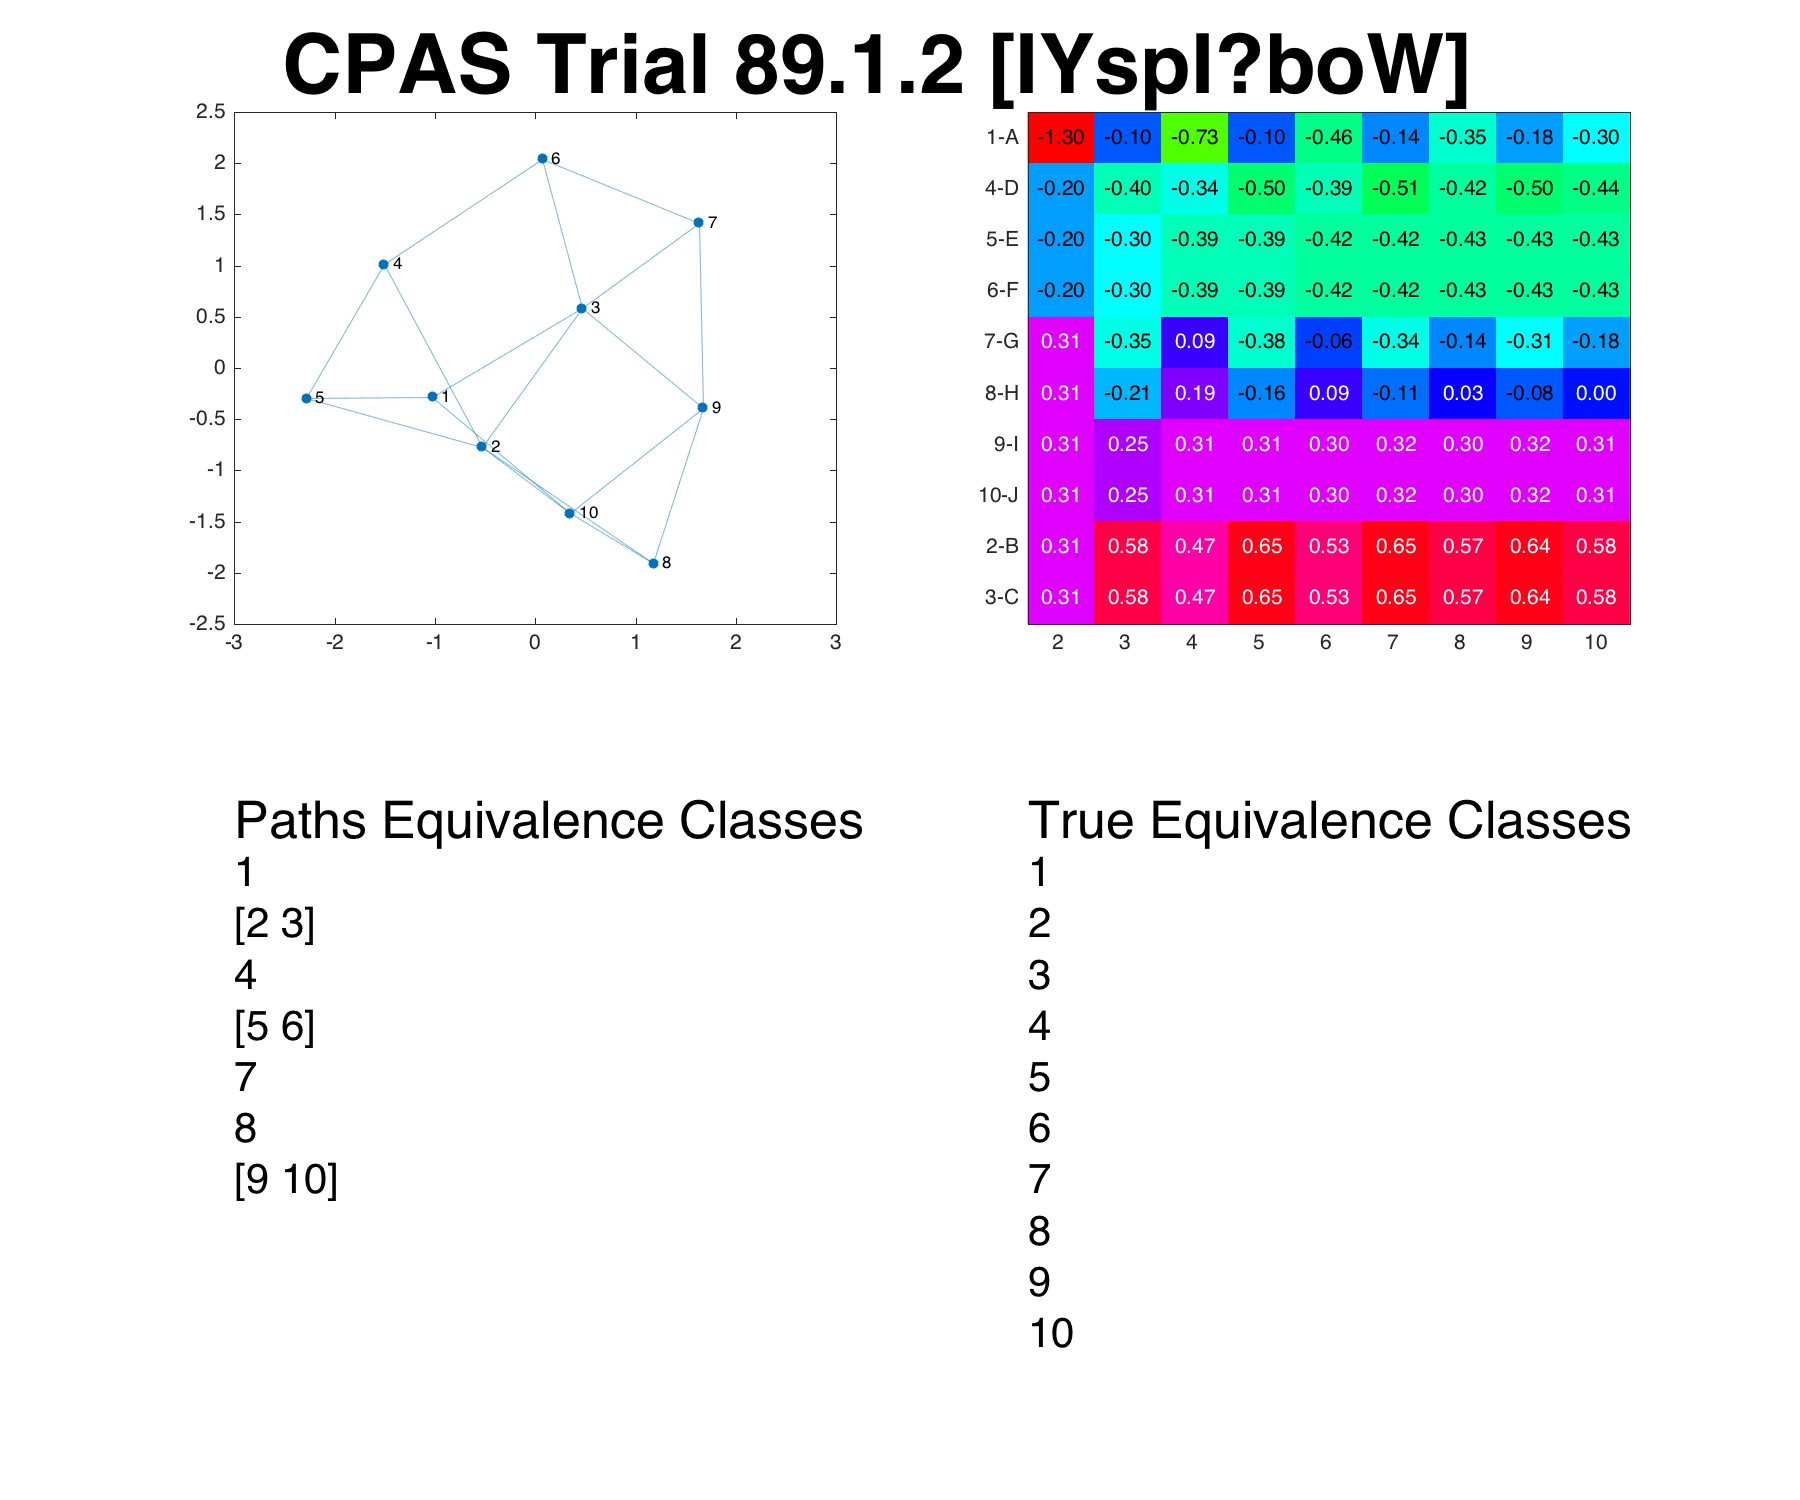 CPAS Trial 89.1.2 [IYspI?boW]
2.5
2
1.5
1
0.5
0
-0.5
-1
-1.5
-2
-2.5
-3 -2 -1 0 1 2 3
6
7
4
3
5
1
9
2
10
8
1-A -1.30 -0.10 -0.73 -0.10 -0.46 -0.14 -0.35 -0.18 -0.30
4-D -0.20 -0.40 -0.34 -0.50 -0.39 -0.51 -0.42 -0.50 -0.44
5-E -0.20 -0.30 -0.39 -0.39 -0.42 -0.42 -0.43 -0.43 -0.43
6-F -0.20 -0.30 -0.39 -0.39 -0.42 -0.42 -0.43 -0.43 -0.43
7-G 0.31 -0.35 0.09 -0.38 -0.06 -0.34 -0.14 -0.31 -0.18
8-H 0.31 -0.21 0.19 -0.16 0.09 -0.11 0.03 -0.08 0.00
9-I 0.31 0.25 0.31 0.31 0.30 0.32 0.30 0.32 0.31
10-J 0.31 0.25 0.31 0.31 0.30 0.32 0.30 0.32 0.31
2-B 0.31 0.58 0.47 0.65 0.53 0.65 0.57 0.64 0.58
3-C 0.31 0.58 0.47 0.65 0.53 0.65 0.57 0.64 0.58
2 3 4 5 6 7 8 9 10
Paths Equivalence Classes
1
[2 3]
4
[5 6]
7
8
[9 10]
True Equivalence Classes
1
2
3
4
5
6
7
8
9
10